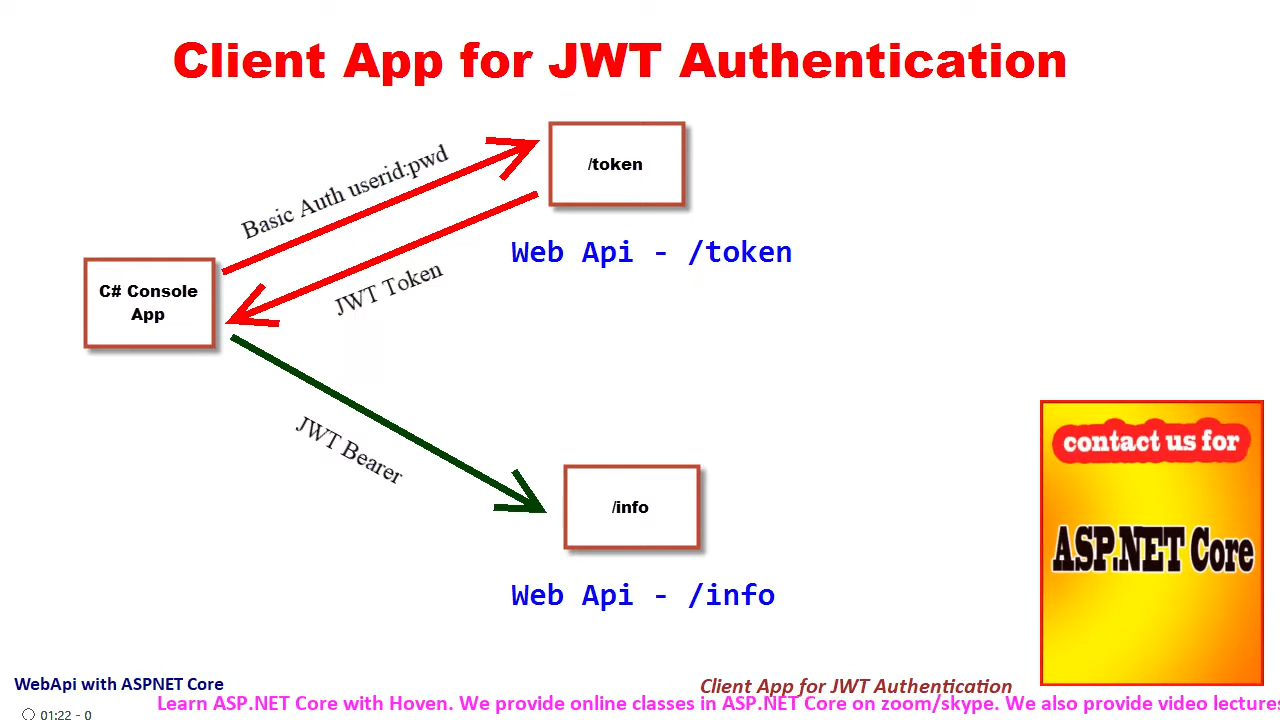 Client App for JWT Authentication
Basic Auth userid:pwd
/token
Web Api - /token
JWT Token
C# Console
App
JWT Bearer
/info
Web Api - /info
contact us for
ASP.NET Core
WebApi with ASPNET Core
Client App for JWT Authentication
Learn ASP.NET Core with Hoven. We provide online classes in ASP.NET Core on zoom/skype. We also provide video lectures
01:22 - 0